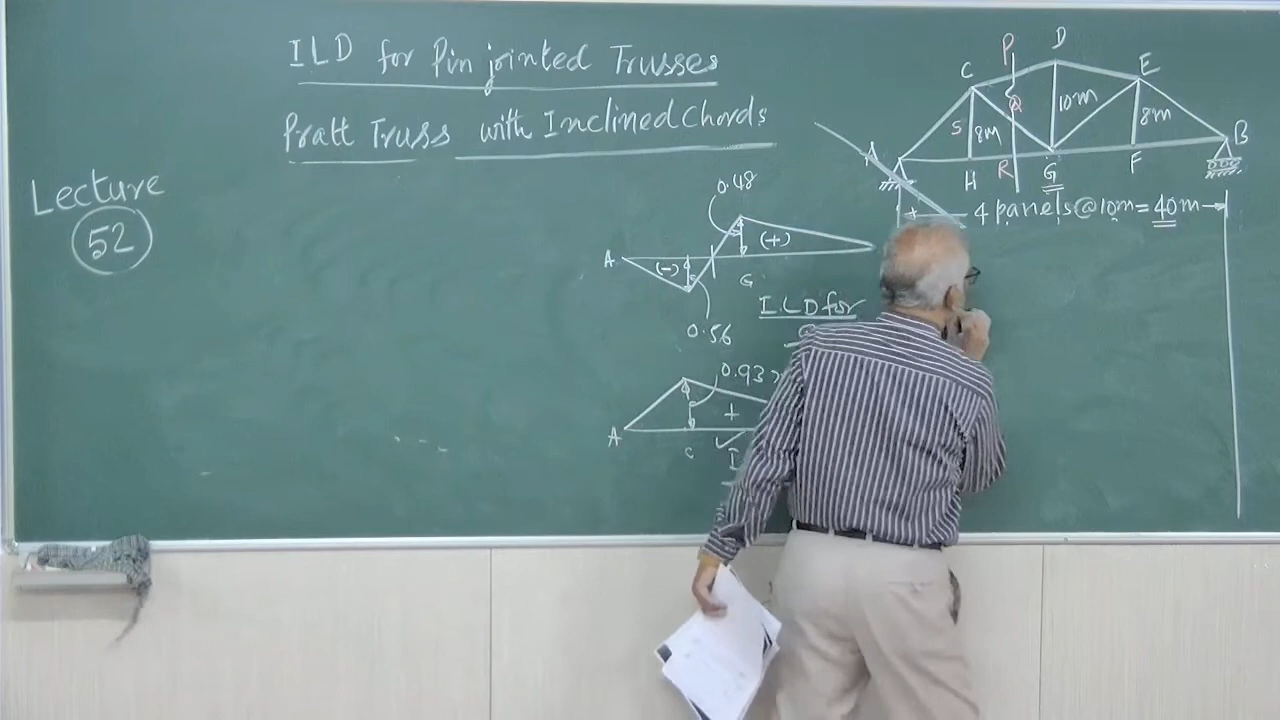 ILD for Pin jointed Trusses
Pratt Truss with Inclined Chords
Lecture
52
P
D
C
E
Q
10m
S
8m
8m
A
B
H
R
G
F
4 panels@10m=40m
0.48
A
(-)
(+)
G
I.L.D for
0.56
0.93
A
+
C
I